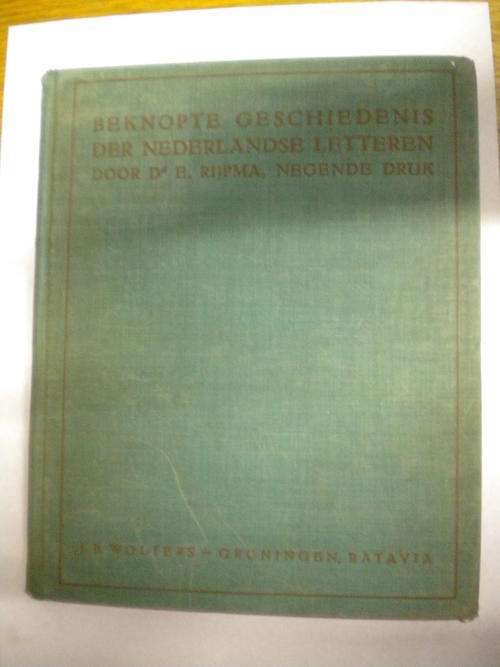 BEKNOPTE GESCHIEDENIS
DER NEDERLANDSE LETTEREN
DOOR Dr E. RIJPMA, NEGENDE DRUK
J. B. WOLTERS – GRONINGEN, BATAVIA